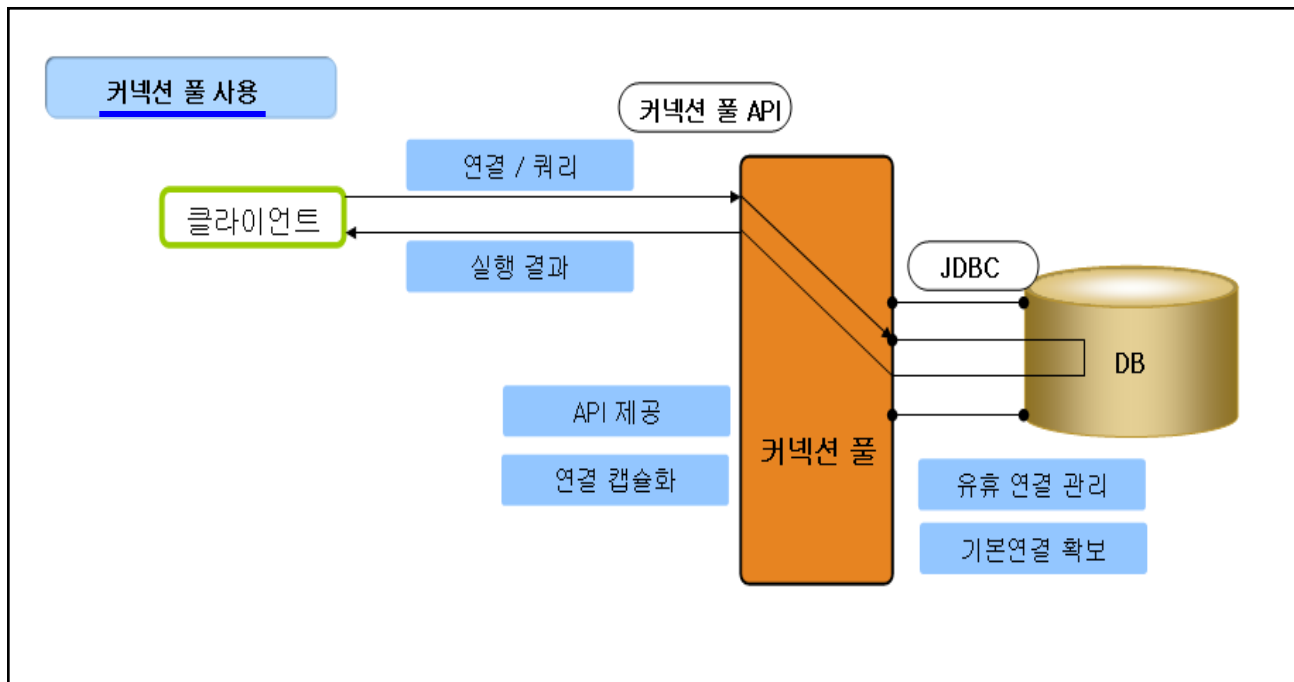 커넥션 풀 사용
커넥션 풀 API
연결 / 쿼리
클라이언트
실행 결과
JDBC
DB
API 제공
커넥션 풀
연결 캡슐화
유휴 연결 관리
기본연결 확보